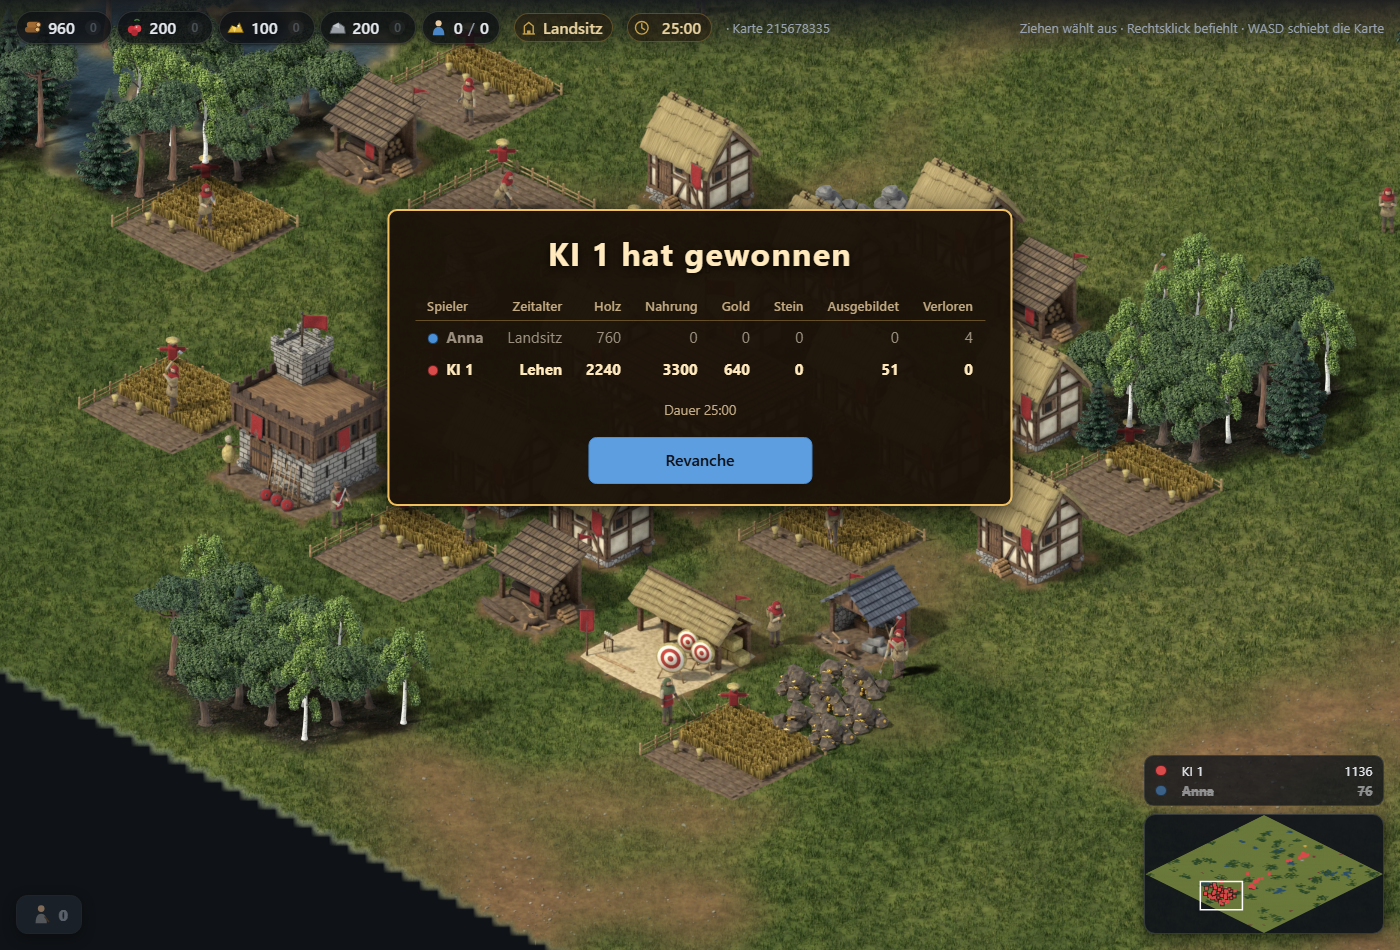 960 0 200 0 100 0 200 0 0 / 0 Landsitz 25:00 · Karte 215678335 Ziehen wählt aus · Rechtsklick befiehlt · WASD schiebt die Karte
KI 1 hat gewonnen
Spieler Zeitalter Holz Nahrung Gold Stein Ausgebildet Verloren
Anna Landsitz 760 0 0 0 0 4
KI 1 Lehen 2240 3300 640 0 51 0
Dauer 25:00
Revanche
KI 1 1136
Anna 76
0